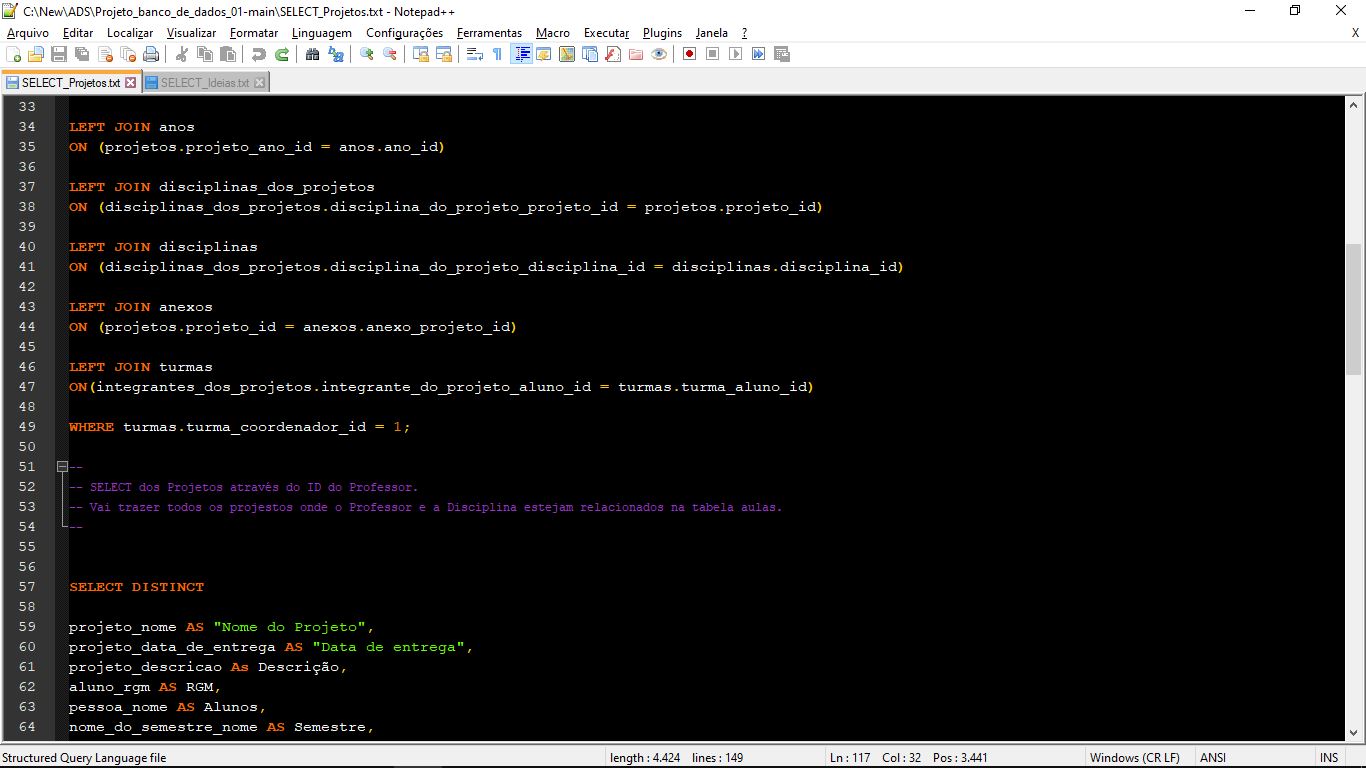 C:\New\ADS\Projeto_banco_de_dados_01-main\SELECT_Projetos.txt - Notepad++
Arquivo Editar Localizar Visualizar Formatar Linguagem Configurações Ferramentas Macro Executar Plugins Janela ? X
SELECT_Projetos.txt SELECT_Ideias.txt
33
34 LEFT JOIN anos
35 ON (projetos.projeto_ano_id = anos.ano_id)
36
37 LEFT JOIN disciplinas_dos_projetos
38 ON (disciplinas_dos_projetos.disciplina_do_projeto_projeto_id = projetos.projeto_id)
39
40 LEFT JOIN disciplinas
41 ON (disciplinas_dos_projetos.disciplina_do_projeto_disciplina_id = disciplinas.disciplina_id)
42
43 LEFT JOIN anexos
44 ON (projetos.projeto_id = anexos.anexo_projeto_id)
45
46 LEFT JOIN turmas
47 ON(integrantes_dos_projetos.integrante_do_projeto_aluno_id = turmas.turma_aluno_id)
48
49 WHERE turmas.turma_coordenador_id = 1;
50
51 --
52 -- SELECT dos Projetos através do ID do Professor.
53 -- Vai trazer todos os projestos onde o Professor e a Disciplina estejam relacionados na tabela aulas.
54 --
55
56
57 SELECT DISTINCT
58
59 projeto_nome AS "Nome do Projeto",
60 projeto_data_de_entrega AS "Data de entrega",
61 projeto_descricao As Descrição,
62 aluno_rgm AS RGM,
63 pessoa_nome AS Alunos,
64 nome_do_semestre_nome AS Semestre,
Structured Query Language file length : 4.424 lines : 149 Ln : 117 Col : 32 Pos : 3.441 Windows (CR LF) ANSI INS